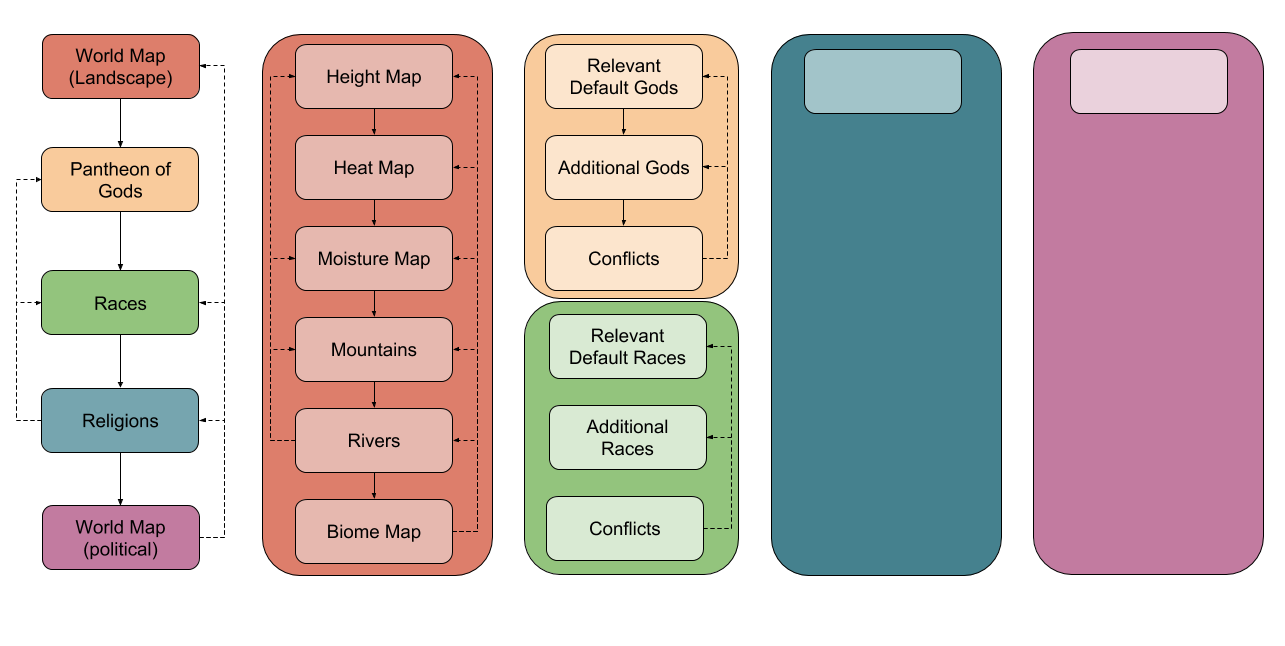 World Map
(Landscape)
Pantheon of
Gods
Races
Religions
World Map
(political)
Height Map
Heat Map
Moisture Map
Mountains
Rivers
Biome Map
Relevant
Default Gods
Additional Gods
Conflicts
Relevant
Default Races
Additional
Races
Conflicts